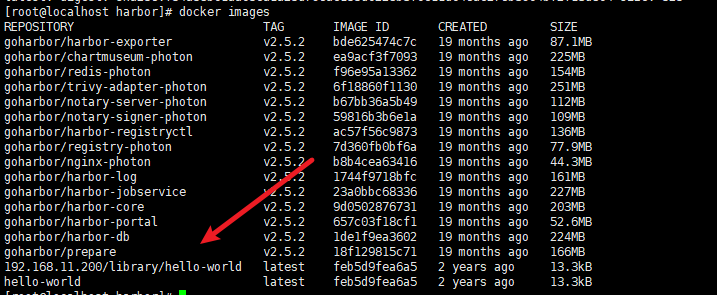 [root@localhost harbor]# docker images
REPOSITORY TAG IMAGE ID CREATED SIZE
goharbor/harbor-exporter v2.5.2 bde625474c7c 19 months ago 87.1MB
goharbor/chartmuseum-photon v2.5.2 ea9acf3f7093 19 months ago 225MB
goharbor/redis-photon v2.5.2 f96e95a13362 19 months ago 154MB
goharbor/trivy-adapter-photon v2.5.2 6f18860f1130 19 months ago 251MB
goharbor/notary-server-photon v2.5.2 b67bb36a5b49 19 months ago 112MB
goharbor/notary-signer-photon v2.5.2 59816b3b6e1a 19 months ago 109MB
goharbor/harbor-registryctl v2.5.2 ac57f56c9873 19 months ago 136MB
goharbor/registry-photon v2.5.2 7d360fb0bf6a 19 months ago 77.9MB
goharbor/nginx-photon v2.5.2 b8b4cea63416 19 months ago 44.3MB
goharbor/harbor-log v2.5.2 1744f9718bfc 19 months ago 161MB
goharbor/harbor-jobservice v2.5.2 23a0bbc68336 19 months ago 227MB
goharbor/harbor-core v2.5.2 9d0502876731 19 months ago 203MB
goharbor/harbor-portal v2.5.2 657c03f18cf1 19 months ago 52.6MB
goharbor/harbor-db v2.5.2 1de1f9ea3602 19 months ago 224MB
goharbor/prepare v2.5.2 18f129815c71 19 months ago 166MB
192.168.11.200/library/hello-world latest feb5d9fea6a5 2 years ago 13.3kB
hello-world latest feb5d9fea6a5 2 years ago 13.3kB
[root@localhost harbor]#